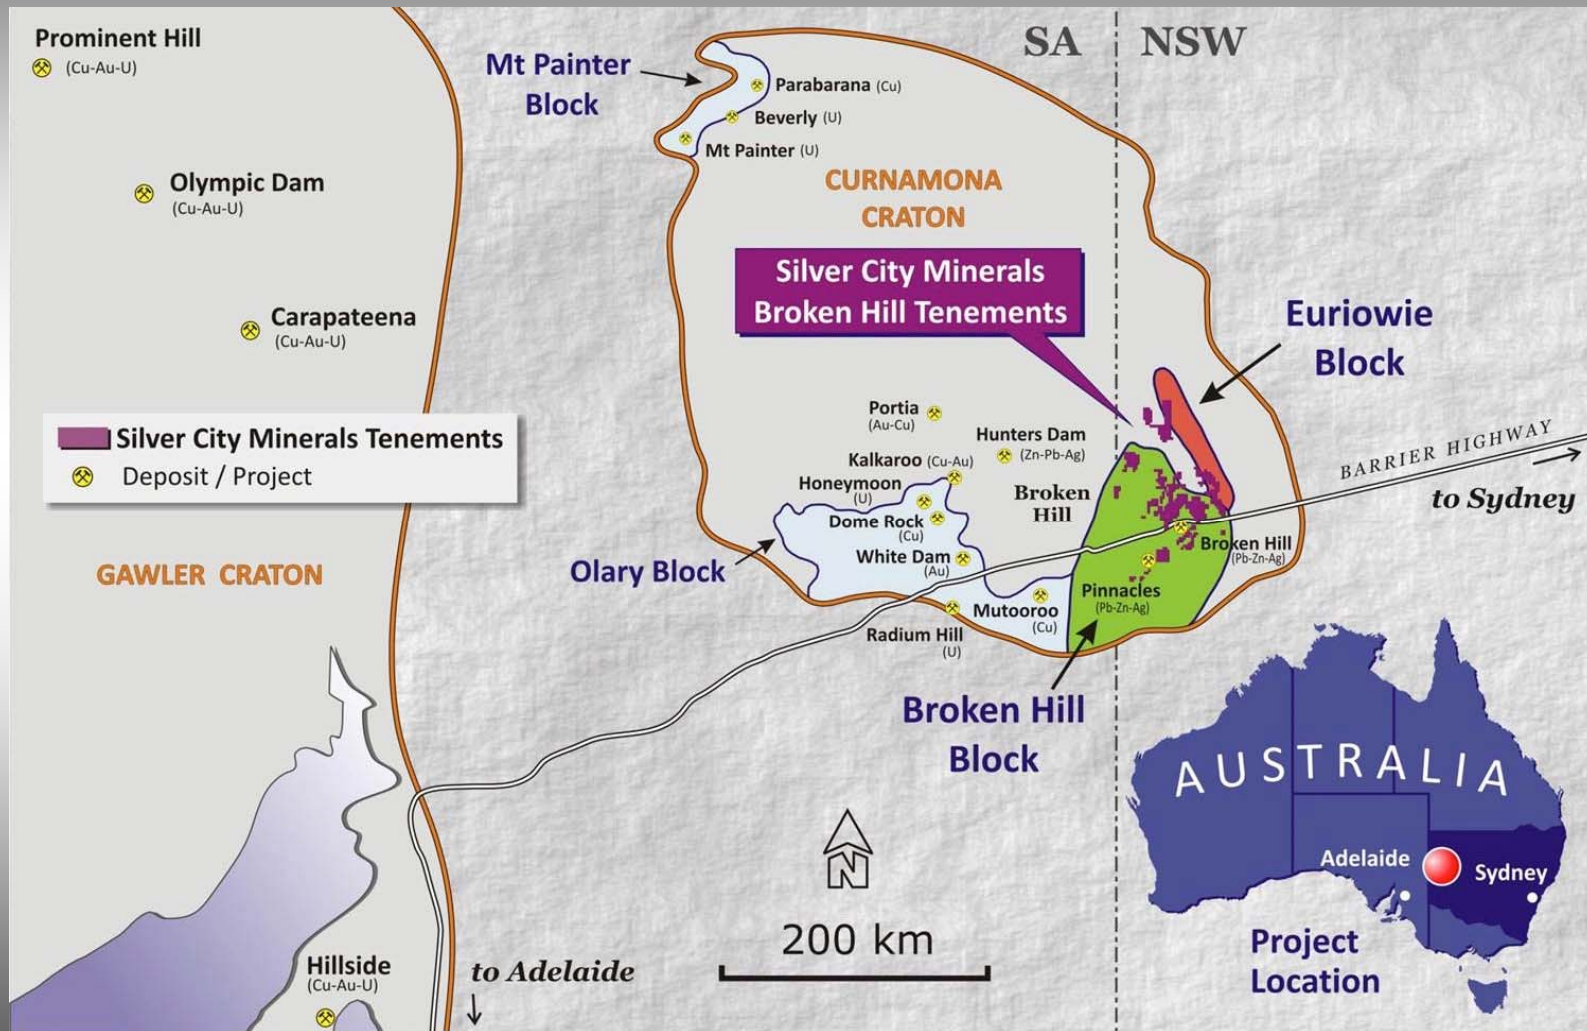 Prominent Hill
(Cu-Au-U)
Olympic Dam
(Cu-Au-U)
Carapateena
(Cu-Au-U)
Silver City Minerals Tenements
Deposit / Project
GAWLER CRATON
Hillside
(Cu-Au-U)
to Adelaide
Mt Painter
Block
Parabarana (Cu)
Beverly (U)
Mt Painter (U)
CURNAMONA
CRATON
SA
NSW
Silver City Minerals
Broken Hill Tenements
Euriowie
Block
Portia
(Au-Cu)
Hunters Dam
(Zn-Pb-Ag)
Kalkaroo (Cu-Au)
Honeymoon
(U)
Broken
Hill
Dome Rock
(Cu)
White Dam
(Au)
Olary Block
BARRIER HIGHWAY
to Sydney
Broken Hill
(Pb-Zn-Ag)
Pinnacles
(Pb-Zn-Ag)
Mutooroo
(Cu)
Radium Hill
(U)
Broken Hill
Block
N
200 km
AUSTRALIA
Adelaide
Sydney
Project
Location